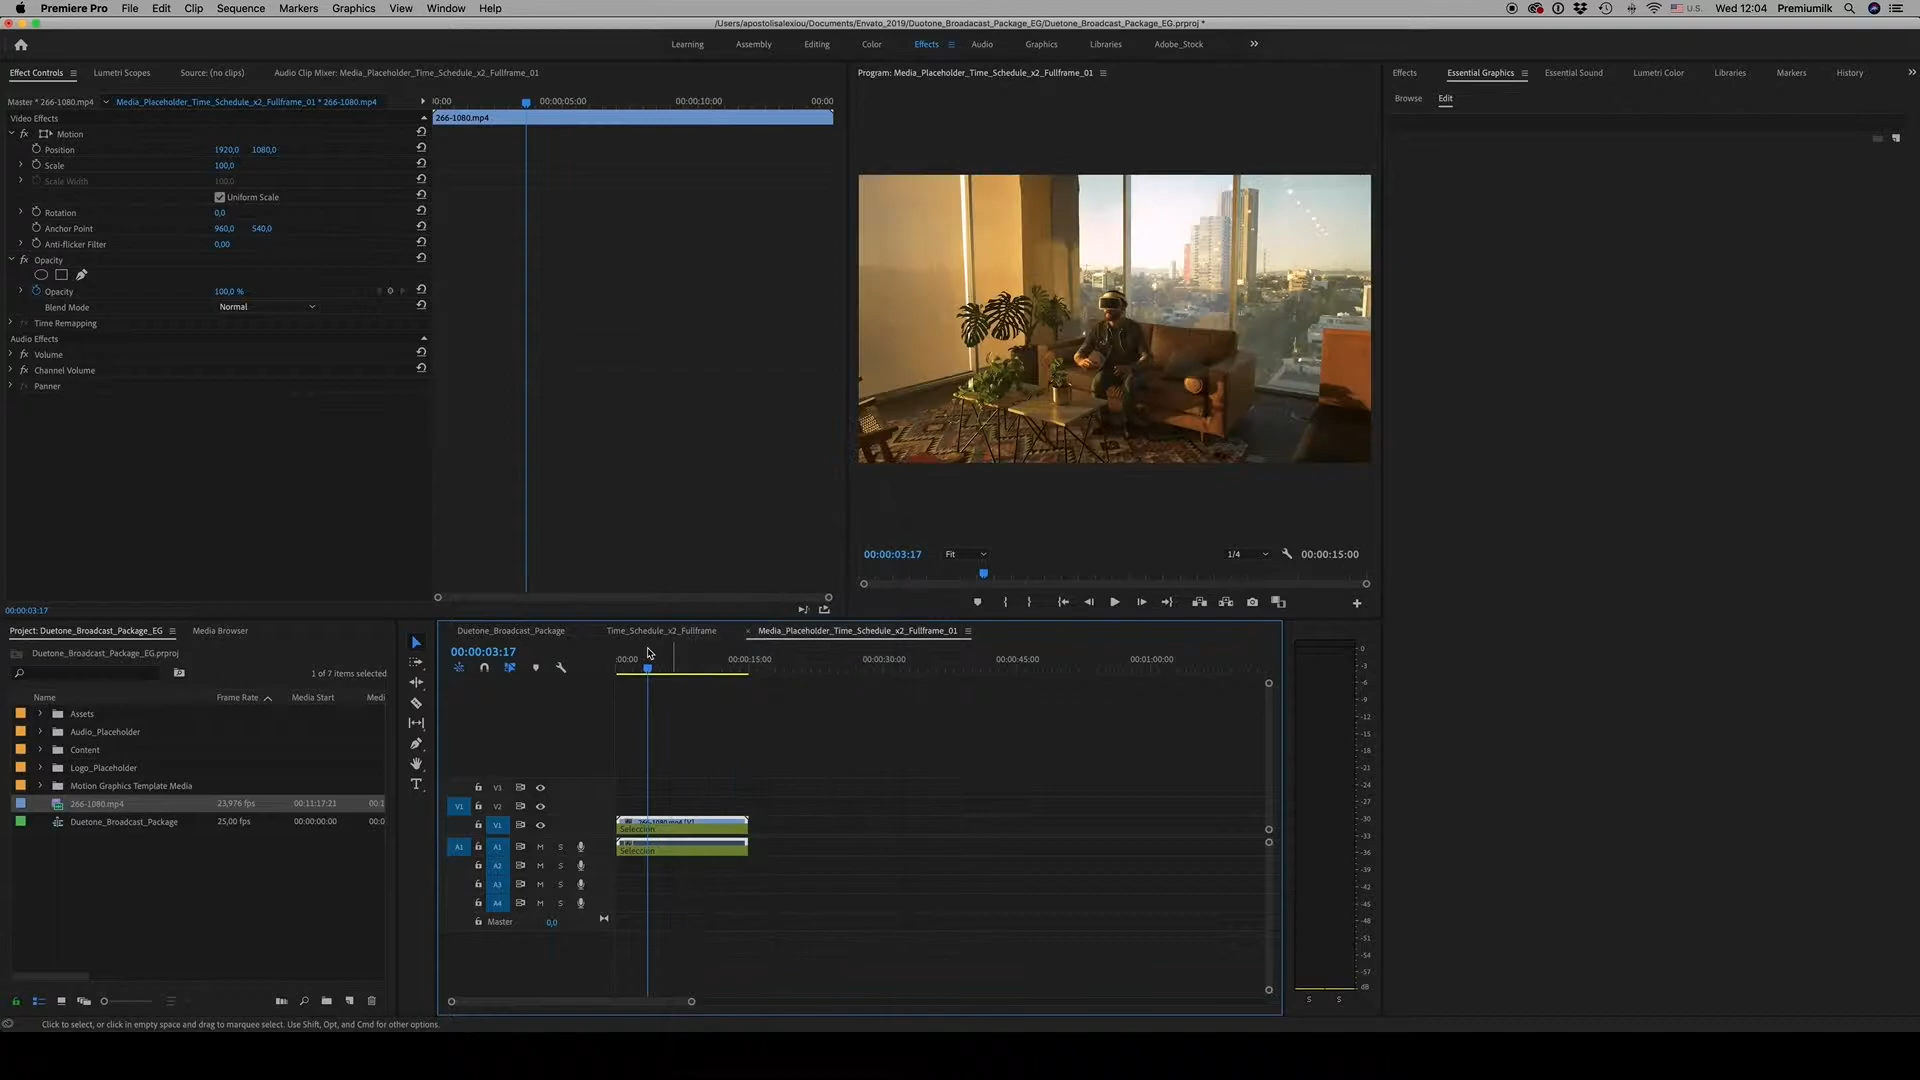 Premiere Pro File Edit Clip Sequence Markers Graphics View Window Help U.S. Wed 12:04 Premiumilk
/Users/apostolisalexiou/Documents/Envato_2019/Duotone_Broadacast_Package_EG/Duetone_Broadcast_Package_EG.prproj *
Learning Assembly Editing Color Effects Audio Graphics Libraries Adobe_Stock
Effect Controls Lumetri Scopes Source: (no clips) Audio Clip Mixer: Media_Placeholder_Time_Schedule_x2_Fullframe_01
Program: Media_Placeholder_Time_Schedule_x2_Fullframe_01
Effects Essential Graphics Essential Sound Lumetri Color Libraries Markers History
Browse Edit
Master * 266-1080.mp4 Media_Placeholder_Time_Schedule_x2_Fullframe_01 * 266-1080.mp4
:00:00 00:00:05:00 00:00:10:00 00:00
266-1080.mp4
Video Effects
fx Motion
Position 1920,0 1080,0
Scale 100,0
Scale Width 100,0
Uniform Scale
Rotation 0,0
Anchor Point 960,0 540,0
Anti-flicker Filter 0,00
fx Opacity
Opacity 100,0 %
Blend Mode Normal
fx Time Remapping
Audio Effects
fx Volume
fx Channel Volume
fx Panner
00:00:03:17
00:00:03:17 Fit 1/4 00:00:15:00
Project: Duetone_Broadcast_Package_EG Media Browser
Duetone_Broadcast_Package_EG.prproj
1 of 7 items selected
Name Frame Rate Media Start Medi
Assets
Audio_Placeholder
Content
Logo_Placeholder
Motion Graphics Template Media
266-1080.mp4 23,976 fps 00:11:17:21 00:1
Duetone_Broadcast_Package 25,00 fps 00:00:00:00 00:0
Duetone_Broadcast_Package Time_Schedule_x2_Fullframe × Media_Placeholder_Time_Schedule_x2_Fullframe_01
00:00:03:17
:00:00 00:00:15:00 00:00:30:00 00:00:45:00 00:01:00:00
V3
V1 V2
V1
266-1080.mp4 [V]
Selección
A1 A1 M S
Selección
A2 M S
A3 M S
A4 M S
Master 0,0
0
-3
-6
-9
-12
-15
-18
-21
-24
-27
-30
-33
-36
-39
-42
-45
-48
-51
-54
-57
dB
S S
Click to select, or click in empty space and drag to marquee select. Use Shift, Opt, and Cmd for other options.